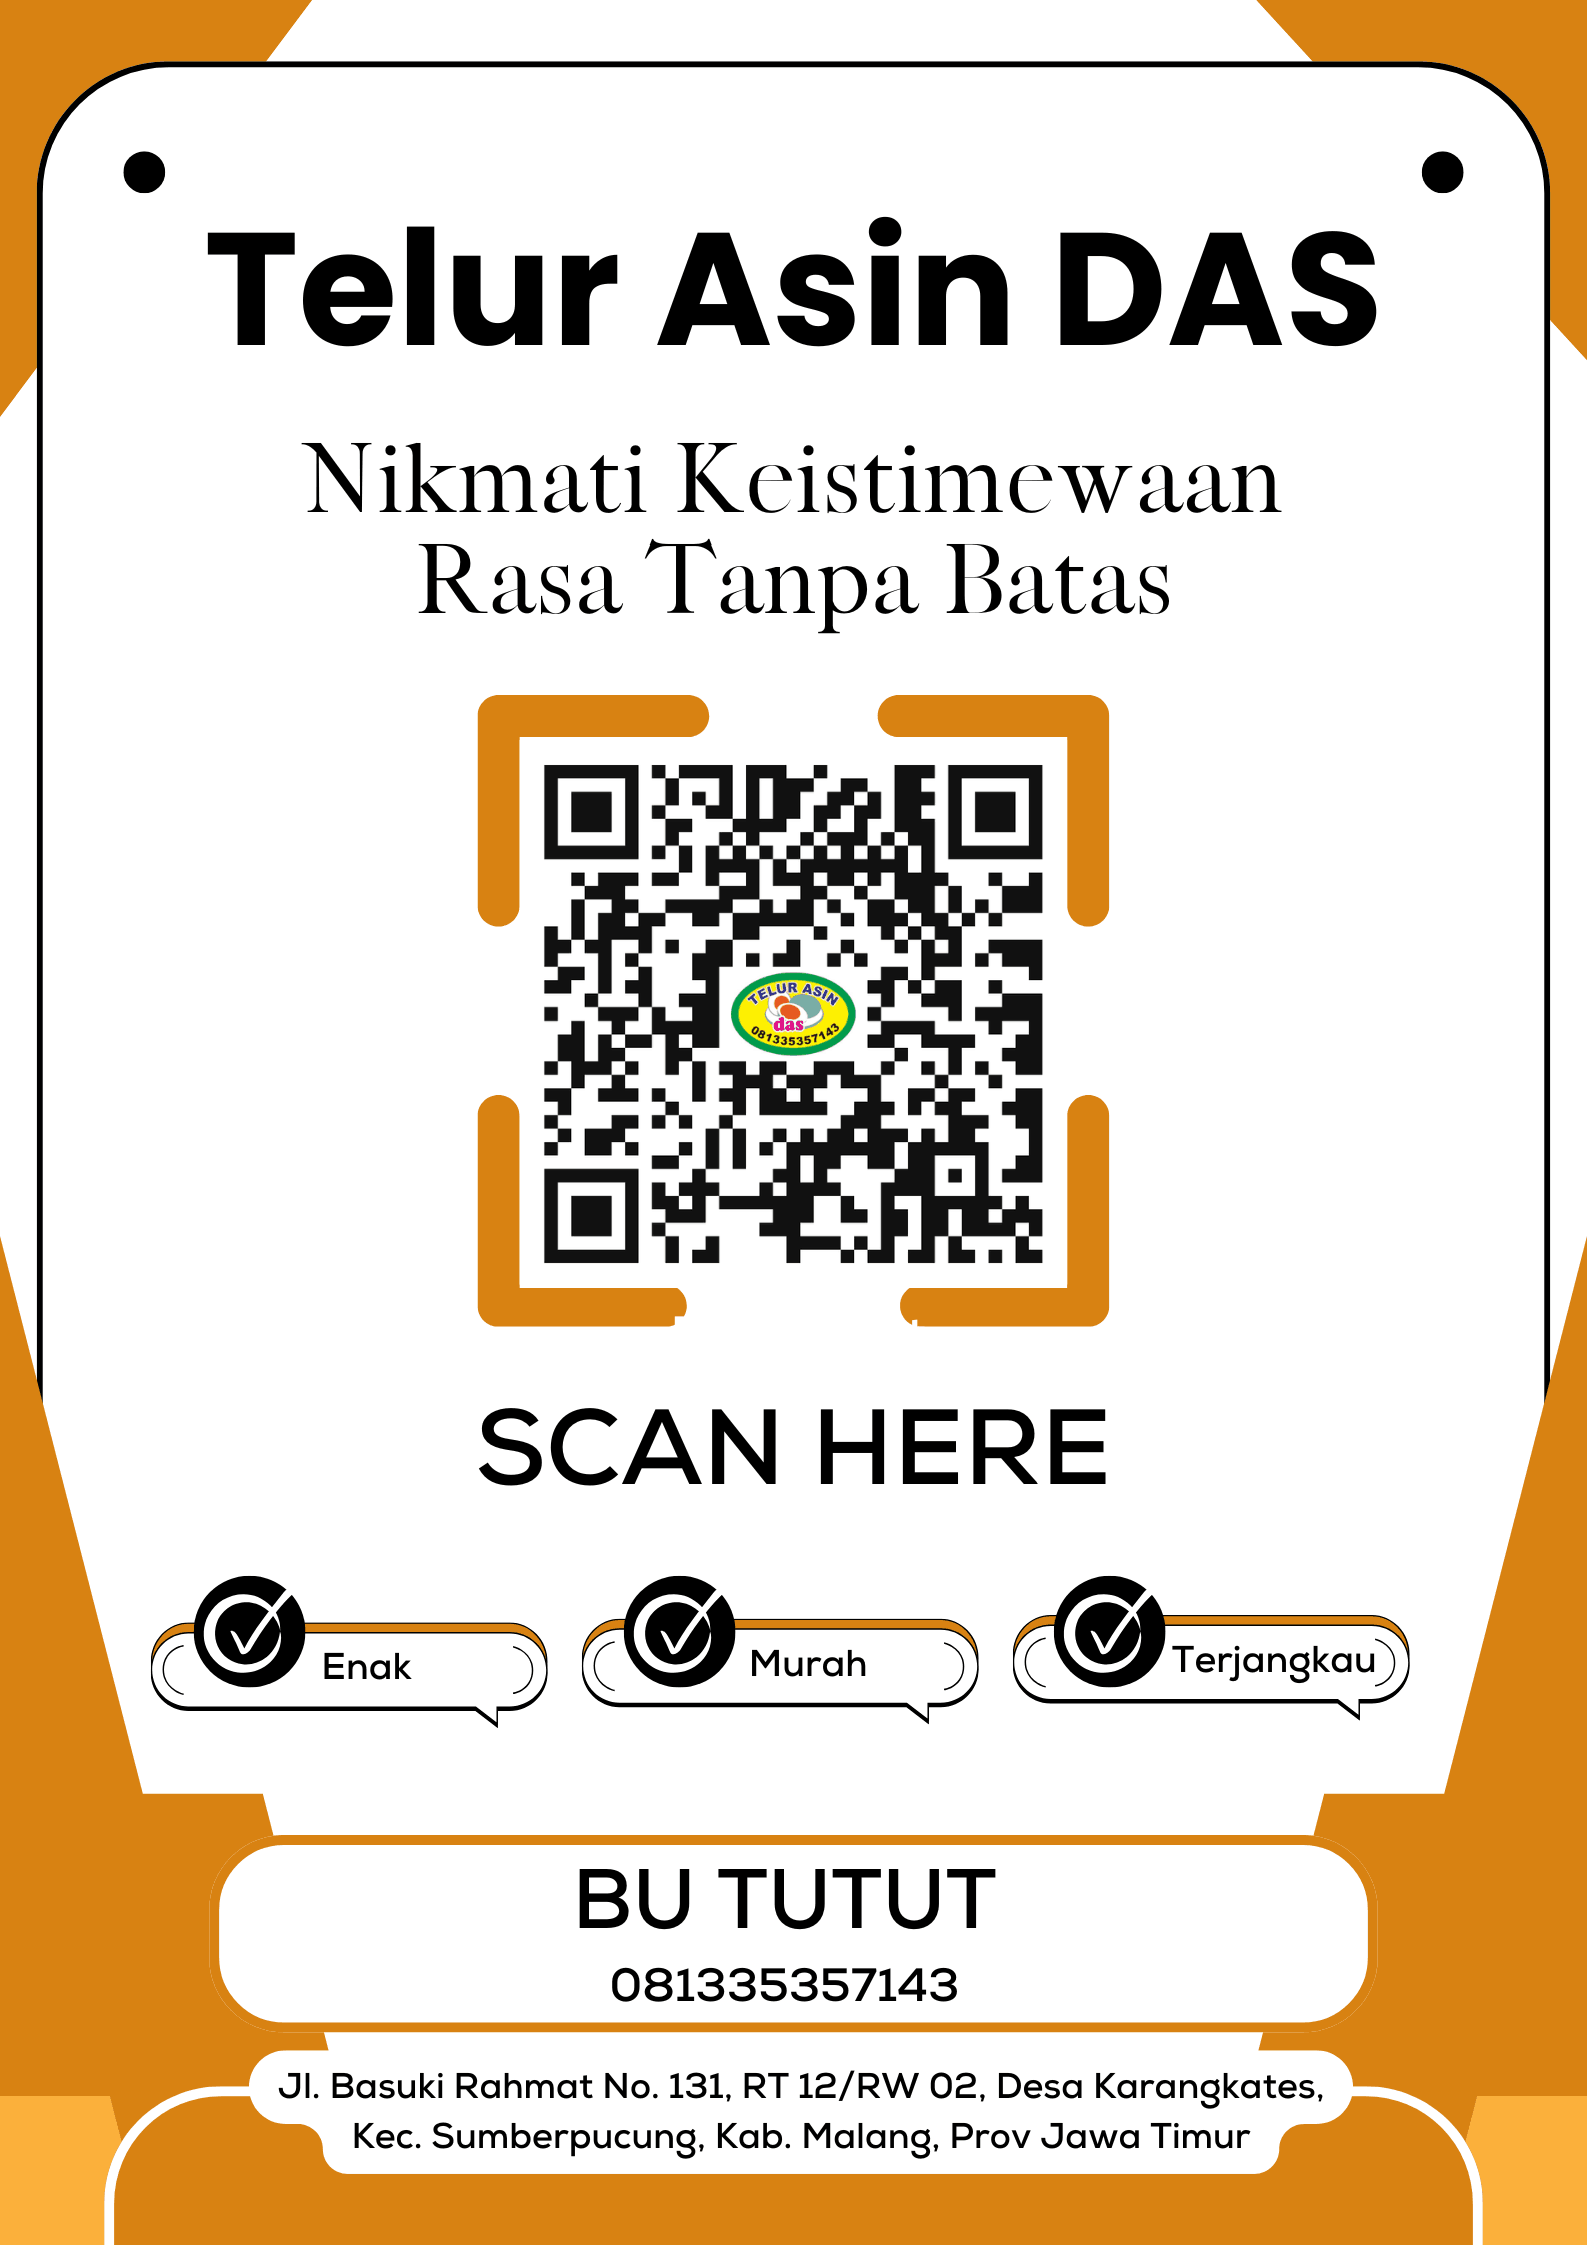 Telur Asin DAS
Nikmati Keistimewaan
Rasa Tanpa Batas
TELUR ASIN
das
081335357143
SCAN HERE
Enak
Murah
Terjangkau
BU TUTUT
081335357143
Jl. Basuki Rahmat No. 131, RT 12/RW 02, Desa Karangkates,
Kec. Sumberpucung, Kab. Malang, Prov Jawa Timur